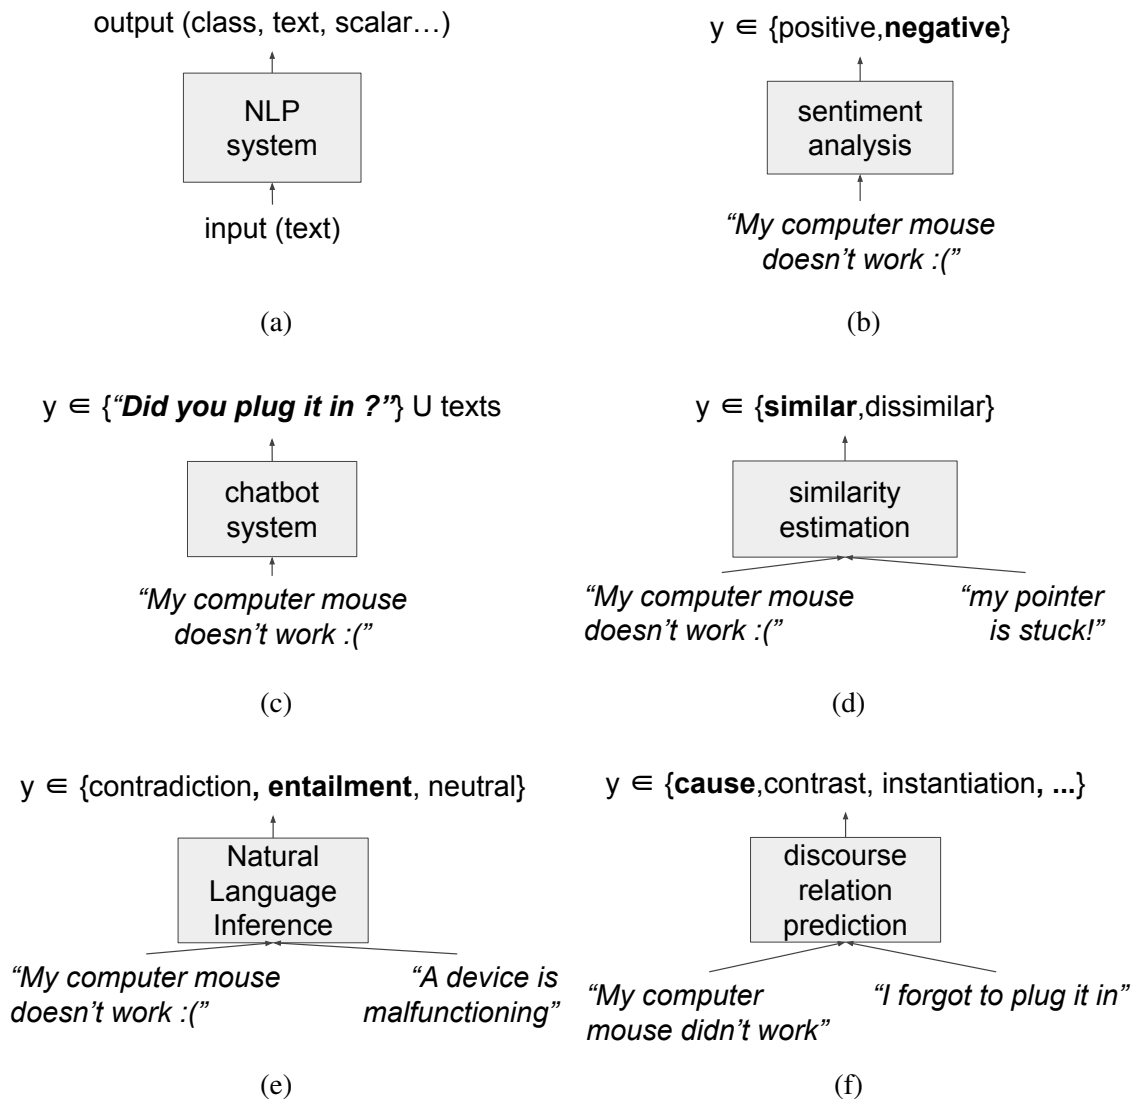 output (class, text, scalar…)
NLP
system
input (text)
(a)
y ∈ {positive,negative}
sentiment
analysis
“My computer mouse
doesn’t work :(”
(b)
y ∈ {“Did you plug it in ?”} U texts
chatbot
system
“My computer mouse
doesn’t work :(”
(c)
y ∈ {similar,dissimilar}
similarity
estimation
“My computer mouse
doesn’t work :(”
“my pointer
is stuck!”
(d)
y ∈ {contradiction, entailment, neutral}
Natural
Language
Inference
“My computer mouse
doesn’t work :(”
“A device is
malfunctioning”
(e)
y ∈ {cause,contrast, instantiation, ...}
discourse
relation
prediction
“My computer
mouse didn’t work”
“I forgot to plug it in”
(f)